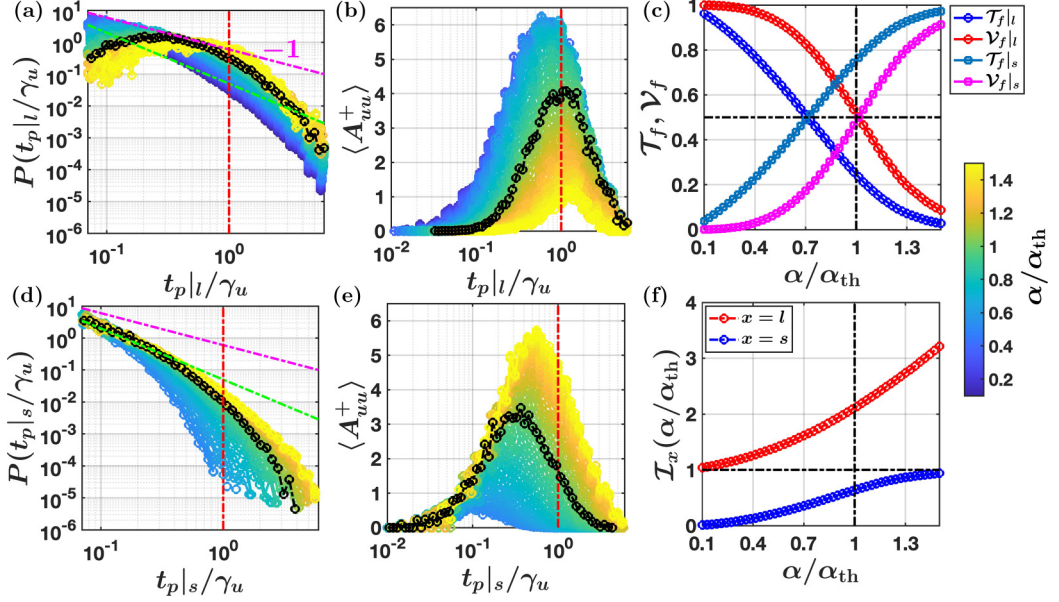 (a)
10^1
10^0
10^-1
10^-2
10^-3
10^-4
10^-5
10^-6
P(t_p|_l/γ_u)
−1
10^-1
10^0
t_p|_l/γ_u
(b)
6
5
4
3
2
1
0
⟨A^+_uu⟩
10^-2
10^-1
10^0
t_p|_l/γ_u
(c)
1
0.8
0.6
0.4
0.2
0
𝒯_f, 𝒱_f
𝒯_f|_l
𝒱_f|_l
𝒯_f|_s
𝒱_f|_s
0.1
0.4
0.7
1
1.3
α/α_th
1.4
1.2
1
0.8
0.6
0.4
0.2
α/α_th
(d)
10^1
10^0
10^-1
10^-2
10^-3
10^-4
10^-5
10^-6
P(t_p|_s/γ_u)
10^-1
10^0
t_p|_s/γ_u
(e)
6
5
4
3
2
1
0
⟨A^+_uu⟩
10^-2
10^-1
10^0
t_p|_s/γ_u
(f)
4
3
2
1
0
ℐ_x(α/α_th)
x = l
x = s
0.1
0.4
0.7
1
1.3
α/α_th